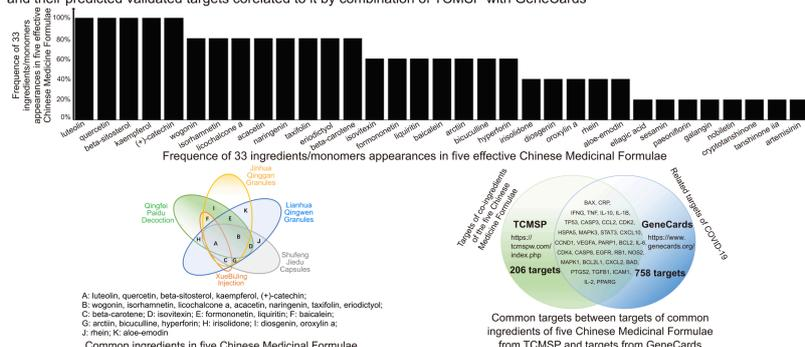 and their predicted validated targets corelated to it by combination of TCMSP with GeneCards
Frequence of 33
ingredients/monomers
appearances in five effective
Chinese Medicine Formulae
100%
80%
60%
40%
20%
0%
luteolin
quercetin
beta-sitosterol
kaempferol
(+)-catechin
wogonin
isorhamnetin
licochalcone a
acacetin
naringenin
taxifolin
eriodictyol
beta-carotene
isovitexin
formononetin
liquiritin
baicalein
arctiin
bicuculline
hyperforin
irisolidone
diosgenin
oroxylin a
rhein
aloe-emodin
ellagic acid
sesamin
paeoniflorin
galangin
nobiletin
cryptotanshinone
tanshinone iia
artemisinin
Frequence of 33 ingredients/monomers appearances in five effective Chinese Medicinal Formulae
Jinhua
Qinggan
Granules
Qingfei
Paidu
Decoction
Lianhua
Qingwen
Granules
Shufeng
Jiedu
Capsules
XueBiJing
Injection
I
K
F
E
H
A
B
D
J
C
G
A: luteolin, quercetin, beta-sitosterol, kaempferol, (+)-catechin;
B: wogonin, isorhamnetin, licochalcone a, acacetin, naringenin, taxifolin, eriodictyol;
C: beta-carotene; D: isovitexin; E: formononetin, liquiritin; F: baicalein;
G: arctiin, bicuculline, hyperforin; H: irisolidone; I: diosgenin, oroxylin a;
J: rhein; K: aloe-emodin
Common ingredients in five Chinese Medicinal Formulae
Targets of co-ingredients
of the five Chinese
Medicine Formulae
Related targets of COVID-19
TCMSP
https://
tcmspw.com/
index.php
206 targets
BAX, CRP,
IFNG, TNF, IL-10, IL-1B,
TP53, CASP3, CCL2, CDK2,
HSPA5, MAPK3, STAT3, CXCL10,
CCND1, VEGFA, PARP1, BCL2, IL-6,
CDK4, CASP8, EGFR, RB1, NOS2,
MAPK1, BCL2L1, CXCL2, BAD,
PTGS2, TGFB1, ICAM1,
IL-2, PPARG
GeneCards
https://www.
genecards.org/
758 targets
Common targets between targets of common
ingredients of five Chinese Medicinal Formulae
from TCMSP and targets from GeneCards